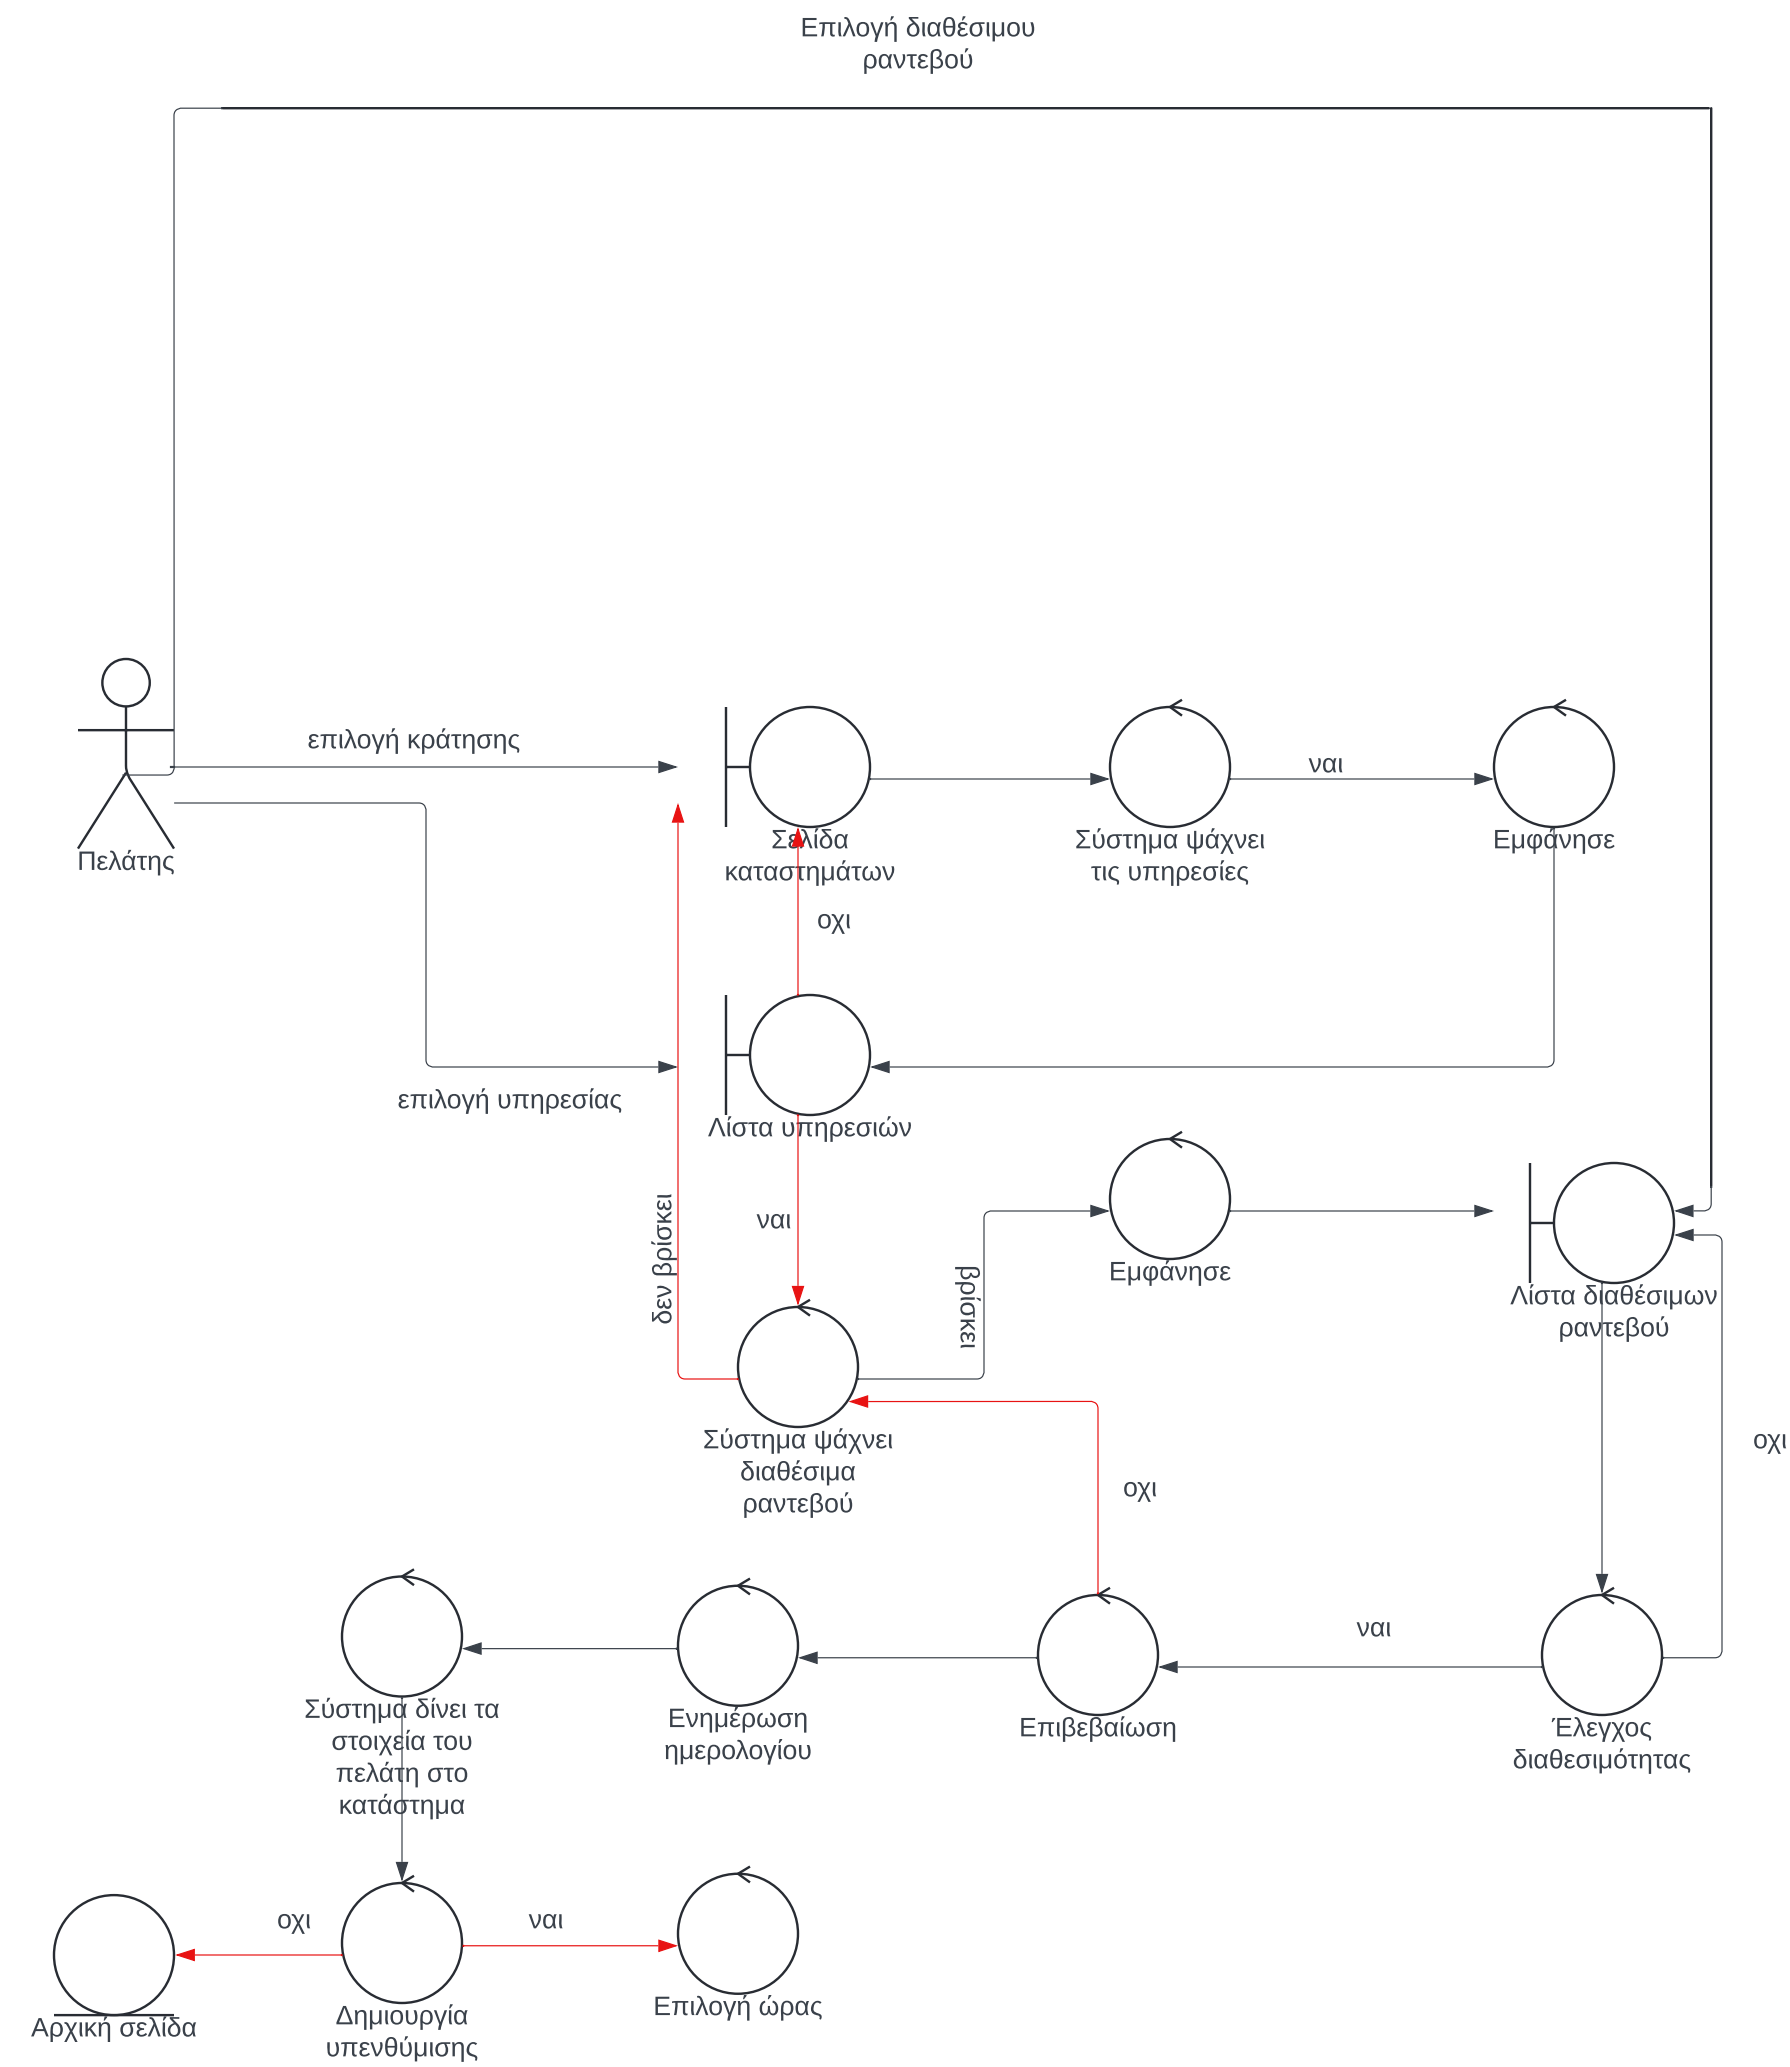 Επιλογή διαθέσιμου
ραντεβού
επιλογή κράτησης
ναι
Πελάτης
Σελίδα
καταστημάτων
Σύστημα ψάχνει
τις υπηρεσίες
Εμφάνησε
οχι
επιλογή υπηρεσίας
Λίστα υπηρεσιών
δεν βρίσκει
ναι
βρίσκει
Εμφάνησε
Λίστα διαθέσιμων
ραντεβού
Σύστημα ψάχνει
διαθέσιμα
ραντεβού
οχι
οχι
ναι
Σύστημα δίνει τα
στοιχεία του
πελάτη στο
κατάστημα
Ενημέρωση
ημερολογίου
Επιβεβαίωση
Έλεγχος
διαθεσιμότητας
οχι
ναι
Αρχική σελίδα
Δημιουργία
υπενθύμισης
Επιλογή ώρας